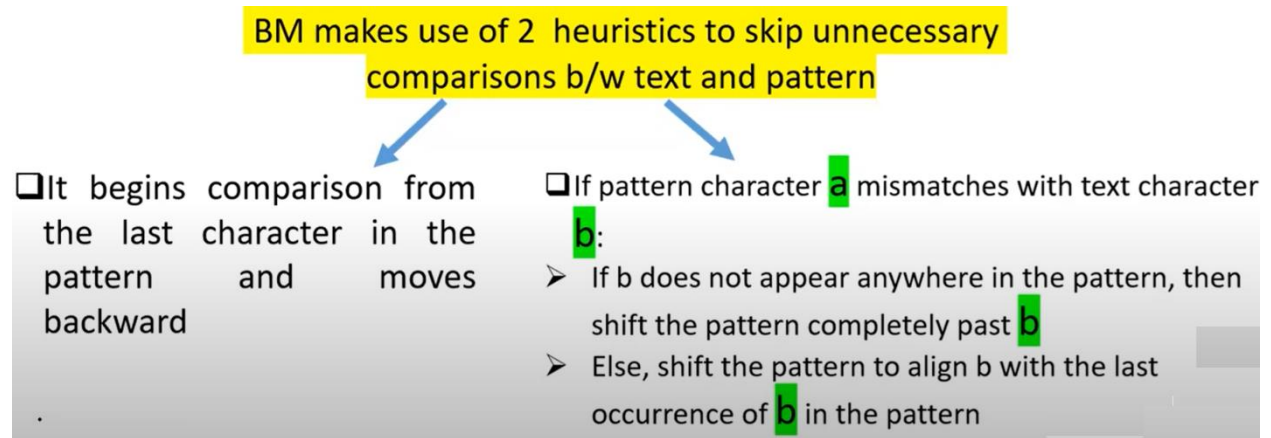 BM makes use of 2 heuristics to skip unnecessary
comparisons b/w text and pattern
❑It begins comparison from
the last character in the
pattern and moves
backward
.
❑If pattern character a mismatches with text character
b:
➢ If b does not appear anywhere in the pattern, then
shift the pattern completely past b
➢ Else, shift the pattern to align b with the last
occurrence of b in the pattern